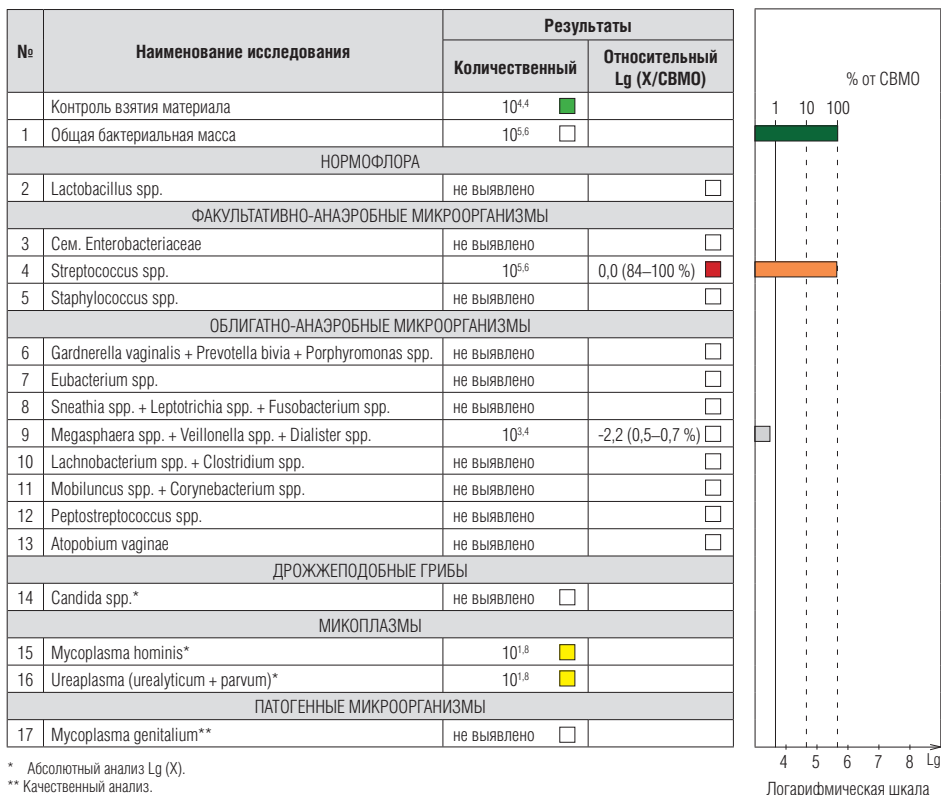 № Наименование исследования Результаты
Количественный Относительный Lg (X/СВМО)
Контроль взятия материала 10^4,4
1 Общая бактериальная масса 10^5,6
НОРМОФЛОРА
2 Lactobacillus spp. не выявлено
ФАКУЛЬТАТИВНО-АНАЭРОБНЫЕ МИКРООРГАНИЗМЫ
3 Сем. Enterobacteriaceae не выявлено
4 Streptococcus spp. 10^5,6 0,0 (84–100 %)
5 Staphylococcus spp. не выявлено
ОБЛИГАТНО-АНАЭРОБНЫЕ МИКРООРГАНИЗМЫ
6 Gardnerella vaginalis + Prevotella bivia + Porphyromonas spp. не выявлено
7 Eubacterium spp. не выявлено
8 Sneathia spp. + Leptotrichia spp. + Fusobacterium spp. не выявлено
9 Megasphaera spp. + Veillonella spp. + Dialister spp. 10^3,4 -2,2 (0,5–0,7 %)
10 Lachnobacterium spp. + Clostridium spp. не выявлено
11 Mobiluncus spp. + Corynebacterium spp. не выявлено
12 Peptostreptococcus spp. не выявлено
13 Atopobium vaginae не выявлено
ДРОЖЖЕПОДОБНЫЕ ГРИБЫ
14 Candida spp.* не выявлено
МИКОПЛАЗМЫ
15 Mycoplasma hominis* 10^1,8
16 Ureaplasma (urealyticum + parvum)* 10^1,8
ПАТОГЕННЫЕ МИКРООРГАНИЗМЫ
17 Mycoplasma genitalium** не выявлено
* Абсолютный анализ Lg (X).
** Качественный анализ.
% от СВМО
1 10 100
4 5 6 7 8 Lg
Логарифмическая шкала